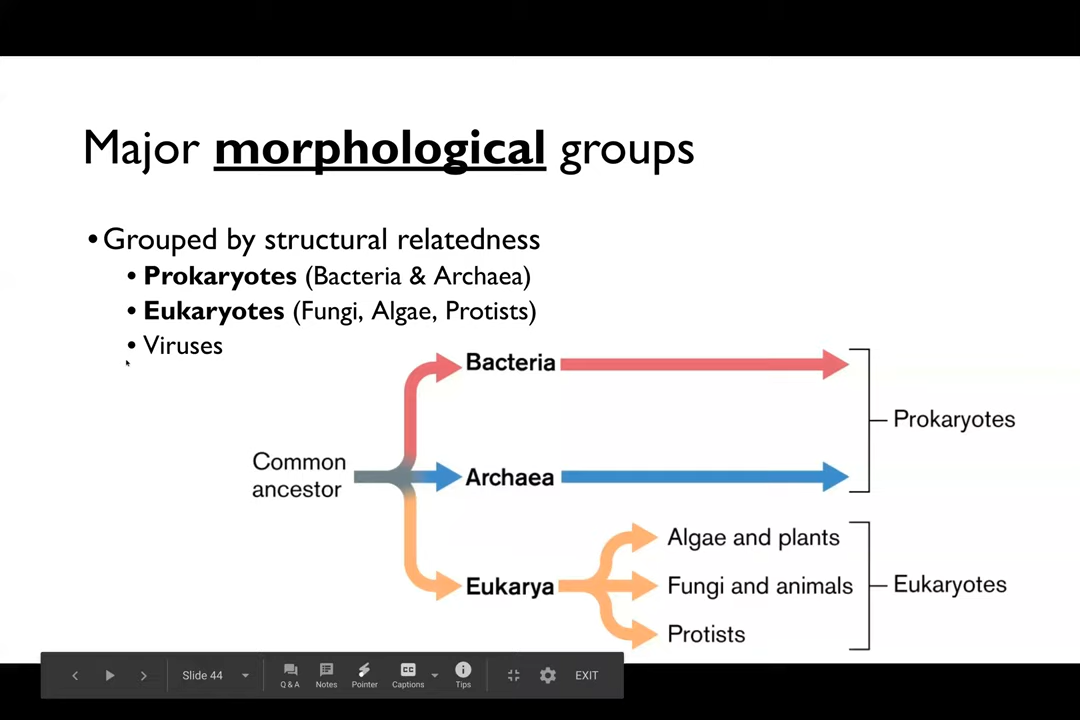 Major morphological groups
• Grouped by structural relatedness
• Prokaryotes (Bacteria & Archaea)
• Eukaryotes (Fungi, Algae, Protists)
• Viruses
Bacteria
Prokaryotes
Common
ancestor
Archaea
Eukarya
Algae and plants
Fungi and animals
Protists
Eukaryotes
Slide 44
Q & A
Notes
Pointer
CC
Captions
Tips
EXIT